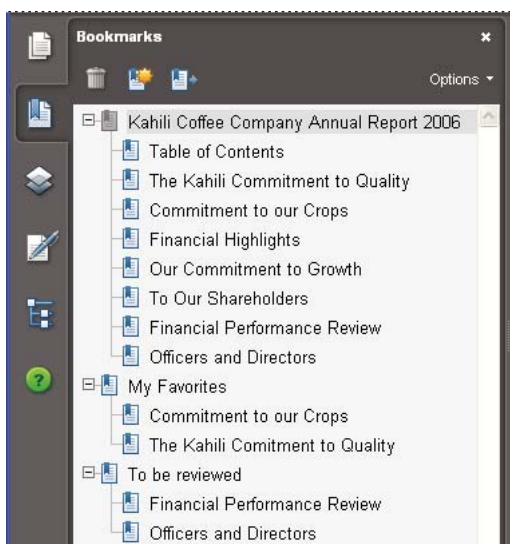 Bookmarks
Options
Kahili Coffee Company Annual Report 2006
Table of Contents
The Kahili Commitment to Quality
Commitment to our Crops
Financial Highlights
Our Commitment to Growth
To Our Shareholders
Financial Performance Review
Officers and Directors
My Favorites
Commitment to our Crops
The Kahili Comitment to Quality
To be reviewed
Financial Performance Review
Officers and Directors